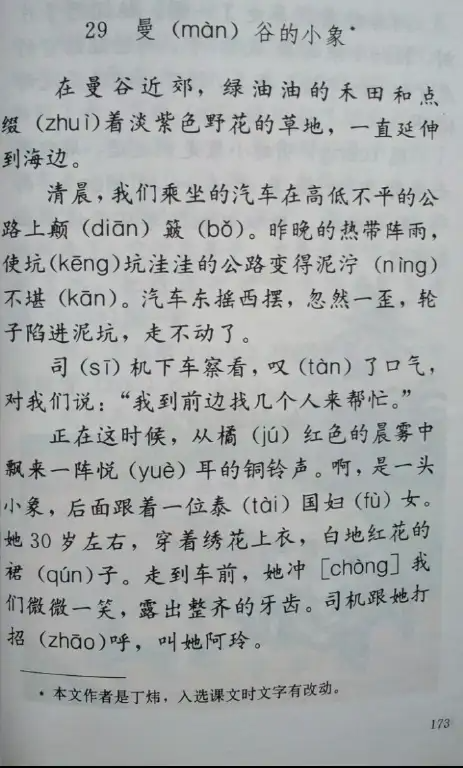 29 曼（màn）谷的小象*
在曼谷近郊，绿油油的禾田和点
缀（zhuì）着淡紫色野花的草地，一直延伸
到海边。
清晨，我们乘坐的汽车在高低不平的公
路上颠（diān）簸（bǒ）。昨晚的热带阵雨，
使坑（kēng）坑洼洼的公路变得泥泞（nìng）
不堪（kān）。汽车东摇西摆，忽然一歪，轮
子陷进泥坑，走不动了。
司（sī）机下车察看，叹（tàn）了口气，
对我们说：“我到前边找几个人来帮忙。”
正在这时候，从橘（jú）红色的晨雾中
飘来一阵悦（yuè）耳的铜铃声。啊，是一头
小象，后面跟着一位泰（tài）国妇（fù）女。
她30岁左右，穿着绣花上衣，白地红花的
裙（qún）子。走到车前，她冲［chòng］我
们微微一笑，露出整齐的牙齿。司机跟她打
招（zhāo）呼，叫她阿玲。
* 本文作者是丁炜，入选课文时文字有改动。
173